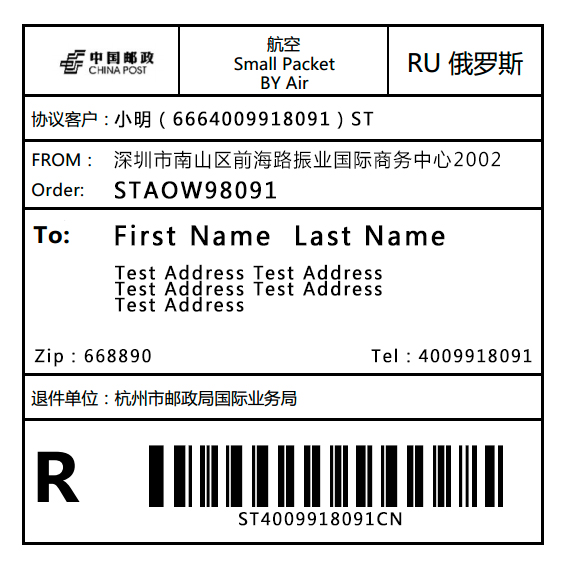 中国邮政
CHINA POST
航空
Small Packet
BY Air
RU 俄罗斯
协议客户：小明（6664009918091）ST
FROM： 深圳市南山区前海路振业国际商务中心2002
Order: STAOW98091
To: First Name Last Name
Test Address Test Address
Test Address Test Address
Test Address
Zip：668890 Tel：4009918091
退件单位：杭州市邮政局国际业务局
R
ST4009918091CN